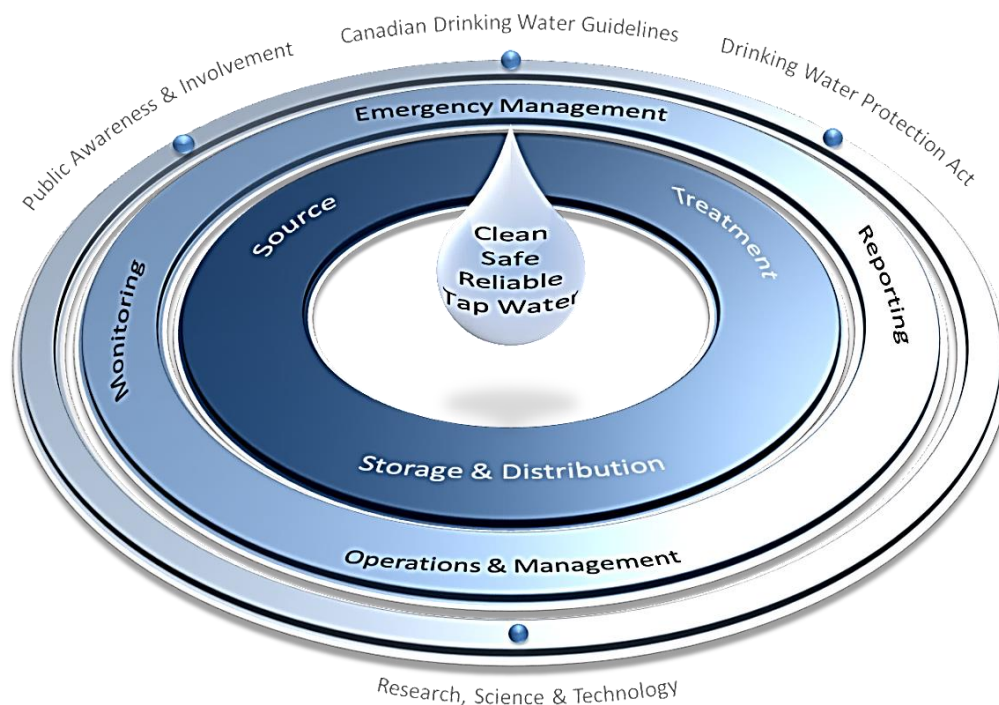 Canadian Drinking Water Guidelines
Public Awareness & Involvement
Drinking Water Protection Act
Emergency Management
Source
Treatment
Clean
Safe
Reliable
Tap Water
Monitoring
Reporting
Storage & Distribution
Operations & Management
Research, Science & Technology